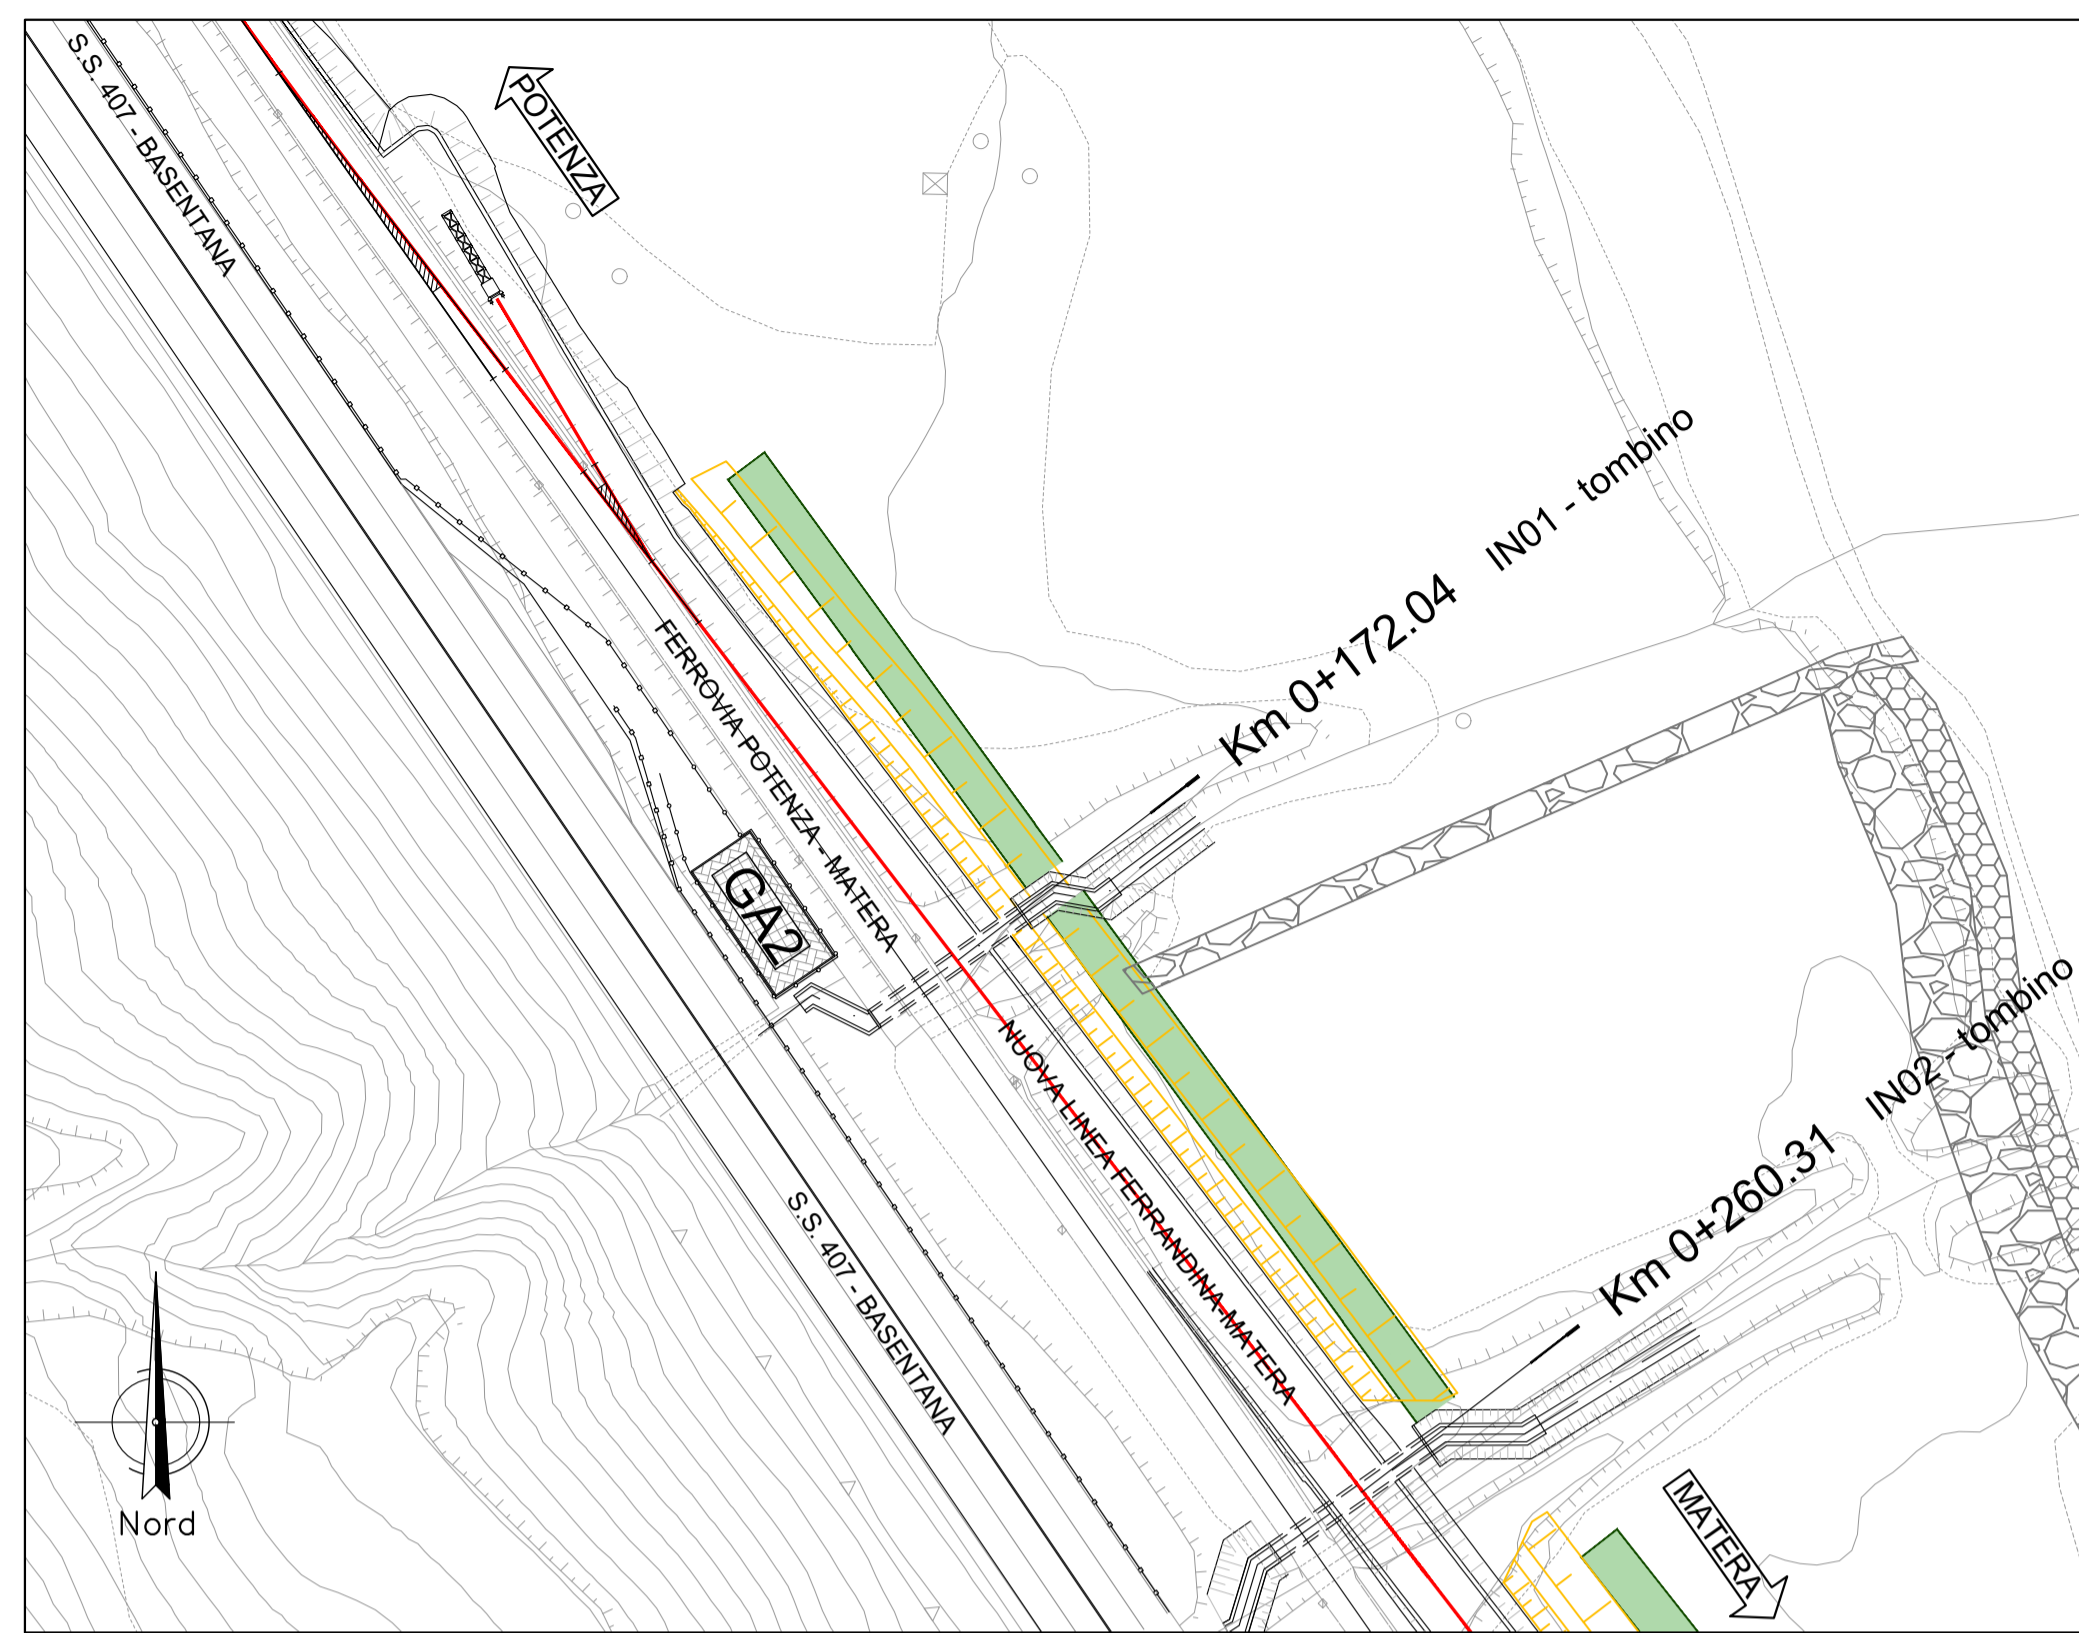 S.S. 407 - BASENTANA
POTENZA
IN01 - tombino
Km 0+172.04
FERROVIA POTENZA - MATERA
GA2
IN02 - tombino
NUOVA LINEA FERRANDINA-MATERA
Km 0+260.31
S.S. 407 - BASENTANA
MATERA
Nord